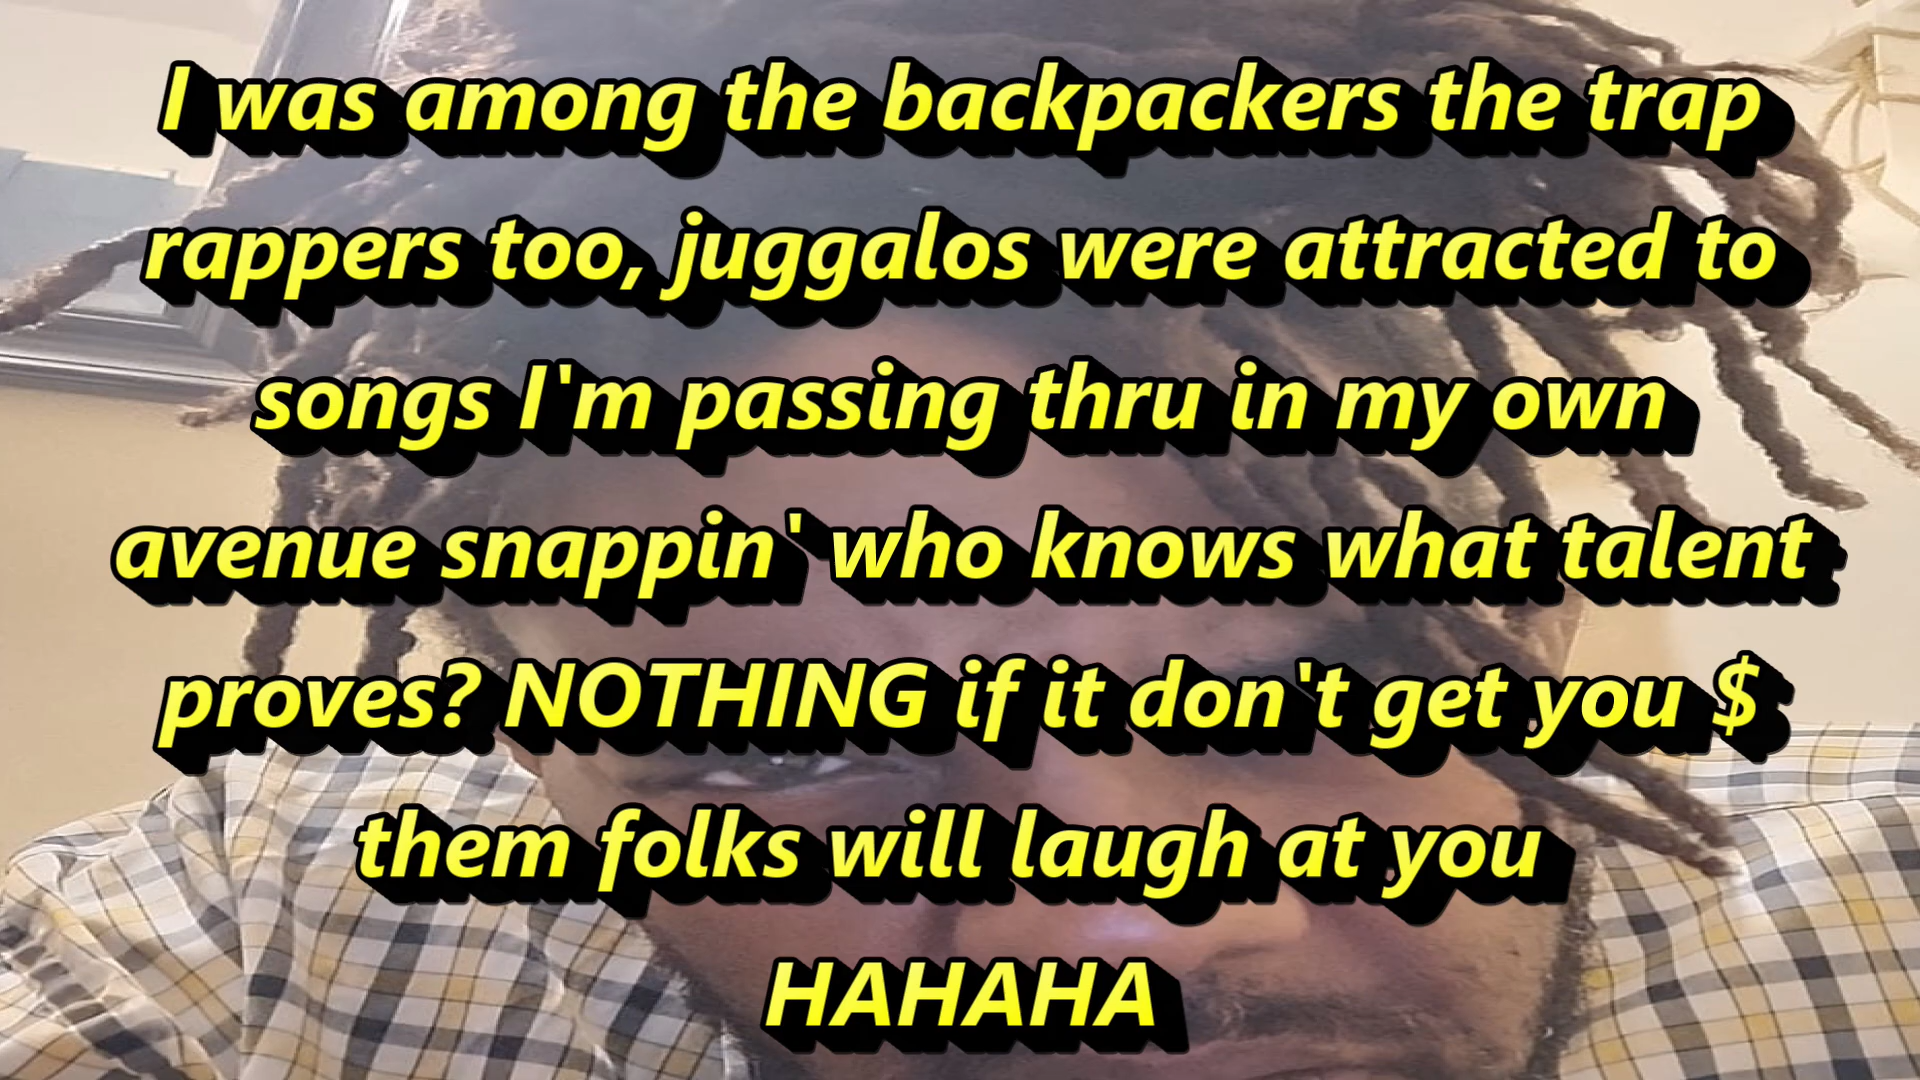 I was among the backpackers the trap
rappers too, juggalos were attracted to
songs I'm passing thru in my own
avenue snappin' who knows what talent
proves? NOTHING if it don't get you $
them folks will laugh at you
HAHAHA